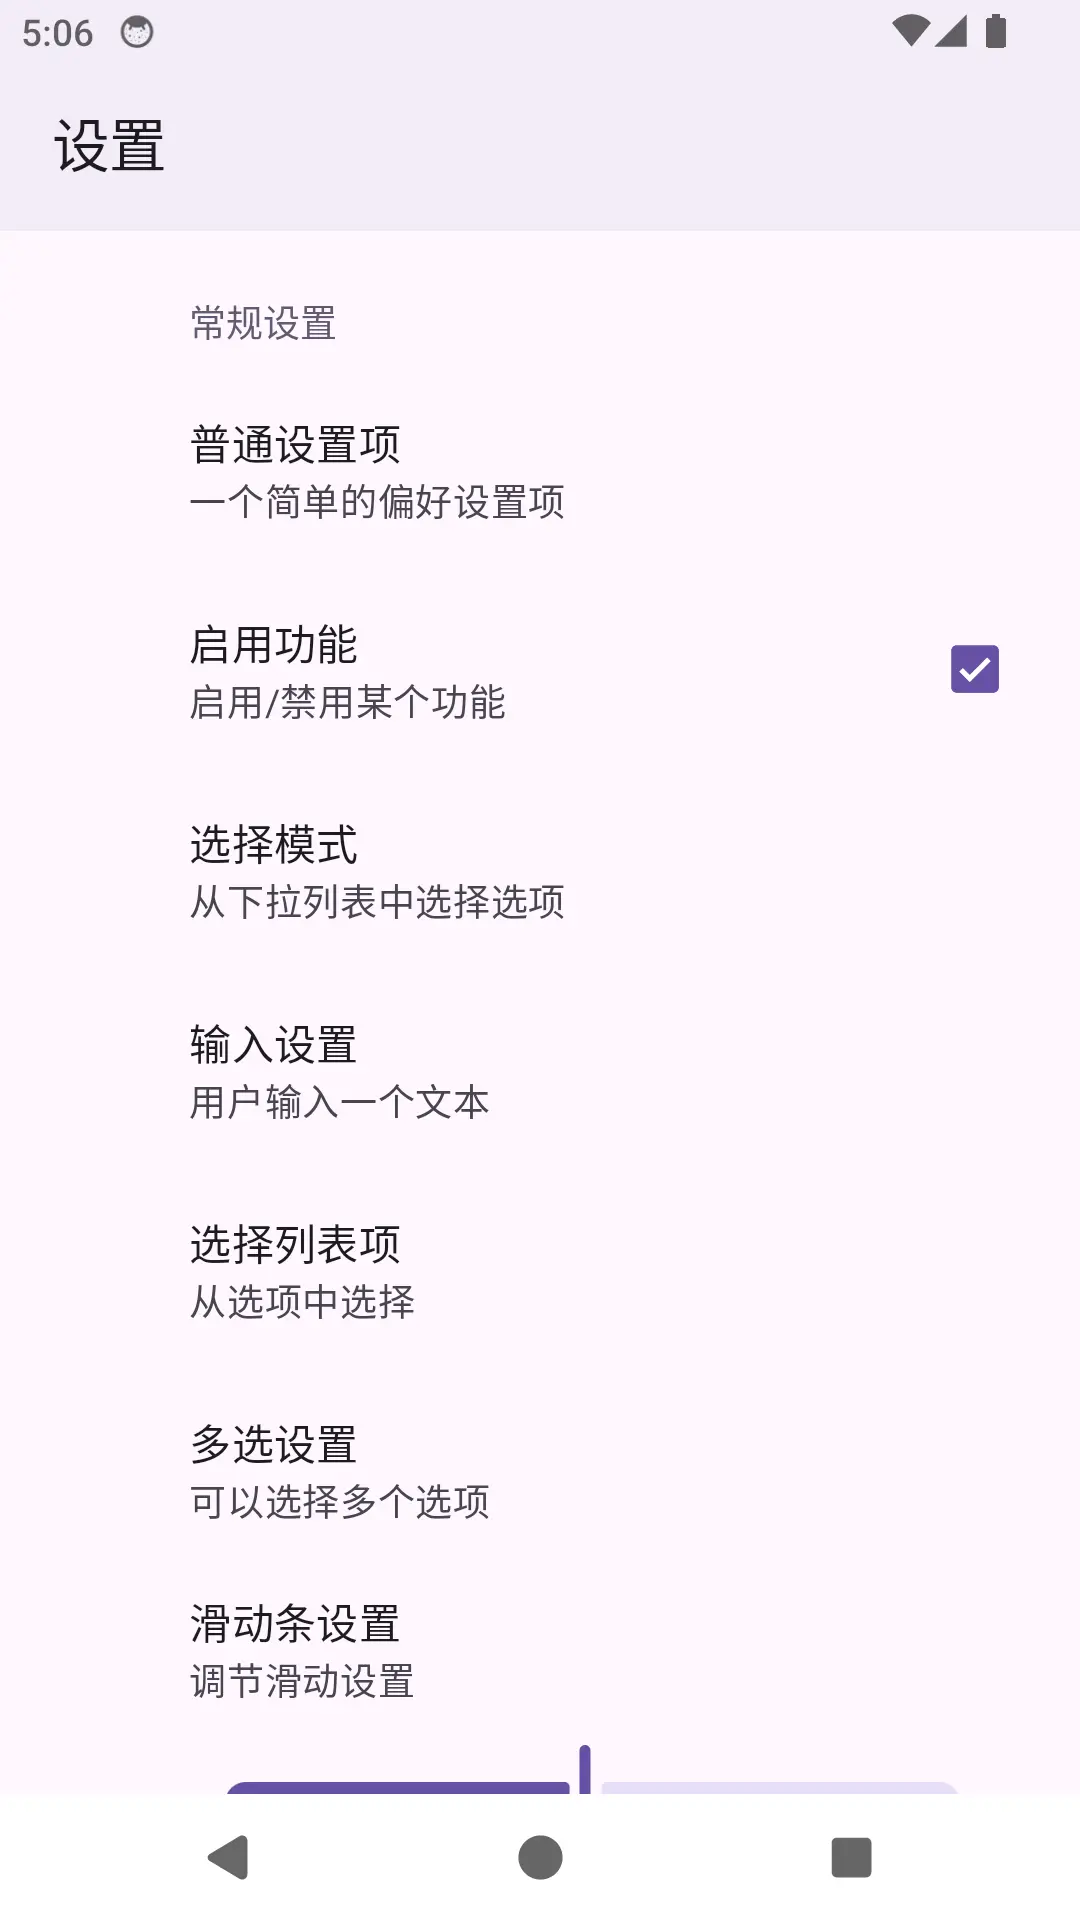 5:06
设置
常规设置
普通设置项
一个简单的偏好设置项
启用功能
启用/禁用某个功能
选择模式
从下拉列表中选择选项
输入设置
用户输入一个文本
选择列表项
从选项中选择
多选设置
可以选择多个选项
滑动条设置
调节滑动设置